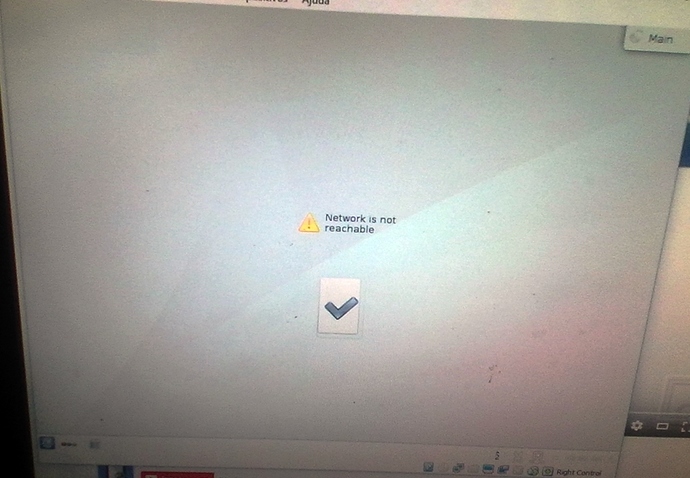 Ajuda
Main
Network is not
reachable
Right Control